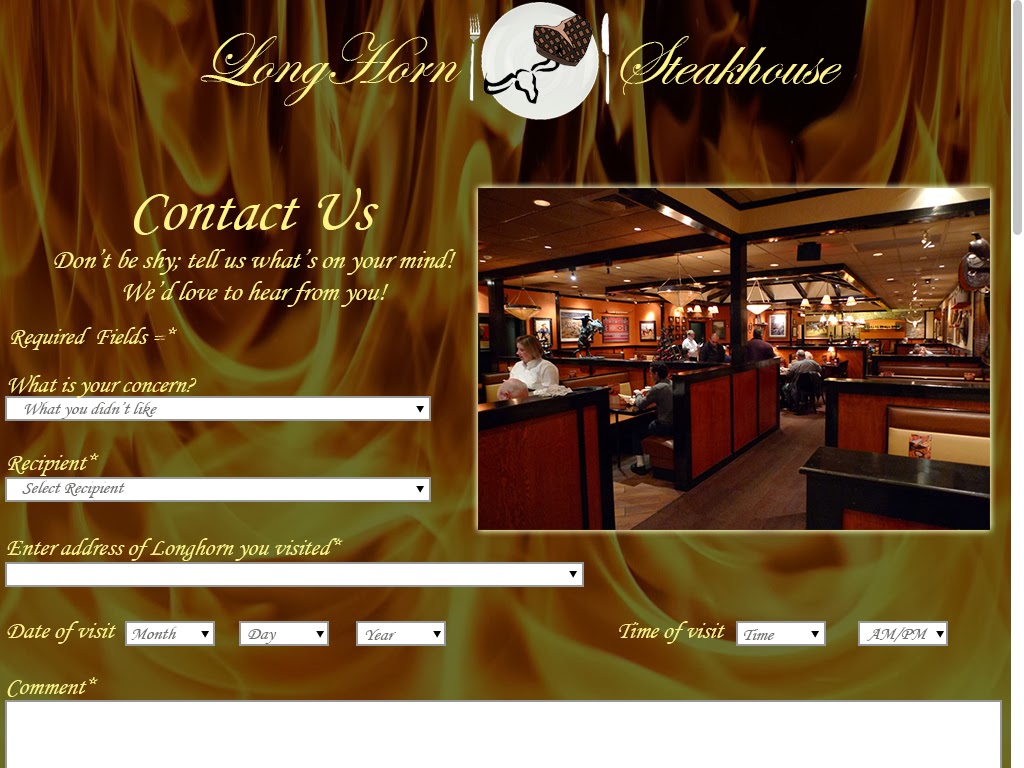 LongHorn Steakhouse
Contact Us
Don't be shy; tell us what's on your mind!
We'd love to hear from you!
Required Fields =*
What is your concern?
What you didn't like
Recipient*
Select Recipient
Enter address of Longhorn you visited*
Date of visit Month Day Year Time of visit Time AM/PM
Comment*